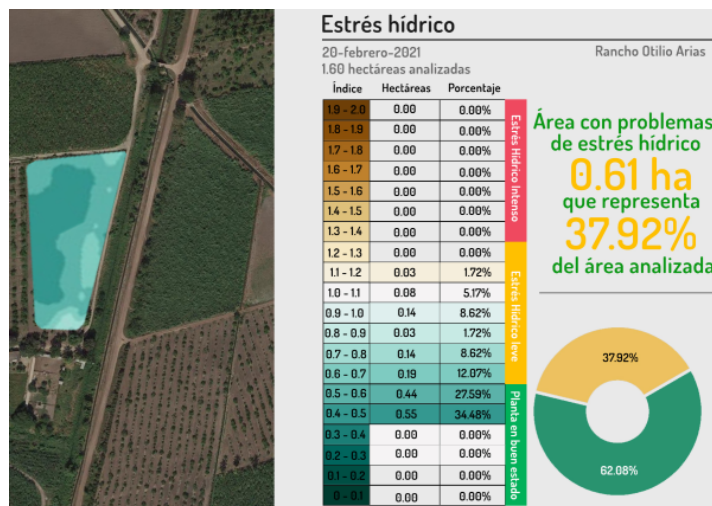 Estrés hídrico
20-febrero-2021
Rancho Otilio Arias
1.60 hectáreas analizadas
Índice Hectáreas Porcentaje
1.9 - 2.0 0.00 0.00%
1.8 - 1.9 0.00 0.00%
1.7 - 1.8 0.00 0.00%
1.6 - 1.7 0.00 0.00%
1.5 - 1.6 0.00 0.00%
1.4 - 1.5 0.00 0.00%
1.3 - 1.4 0.00 0.00%
1.2 - 1.3 0.00 0.00%
1.1 - 1.2 0.03 1.72%
1.0 - 1.1 0.08 5.17%
0.9 - 1.0 0.14 8.62%
0.8 - 0.9 0.03 1.72%
0.7 - 0.8 0.14 8.62%
0.6 - 0.7 0.19 12.07%
0.5 - 0.6 0.44 27.59%
0.4 - 0.5 0.55 34.48%
0.3 - 0.4 0.00 0.00%
0.2 - 0.3 0.00 0.00%
0.1 - 0.2 0.00 0.00%
0 - 0.1 0.00 0.00%
Estrés Hídrico Intenso
Estrés Hídrico leve
Planta en buen estado
Área con problemas
de estrés hídrico
0.61 ha
que representa
37.92%
del área analizada
37.92%
62.08%